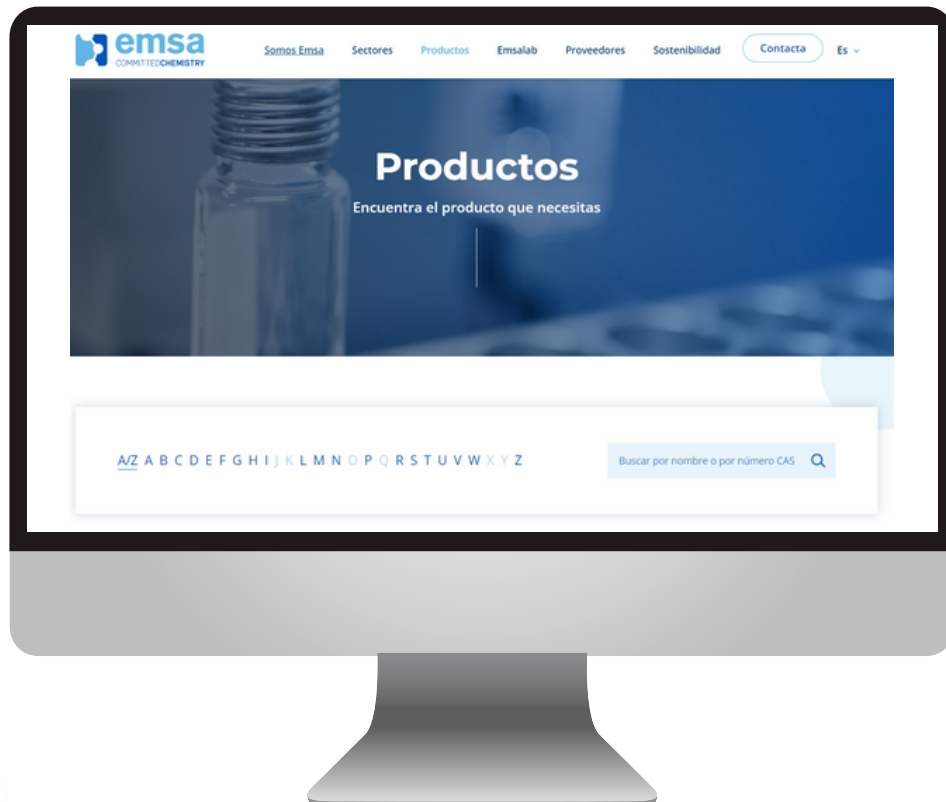 emsa
COMMITTEDCHEMISTRY
Somos Emsa Sectores Productos Emsalab Proveedores Sostenibilidad Contacta Es
Productos
Encuentra el producto que necesitas
A/Z A B C D E F G H I J K L M N O P Q R S T U V W X Y Z
Buscar por nombre o por número CAS